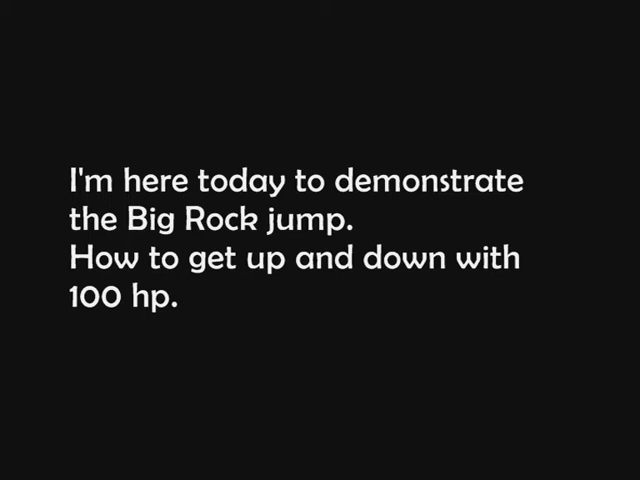 I'm here today to demonstrate
the Big Rock jump.
How to get up and down with
100 hp.